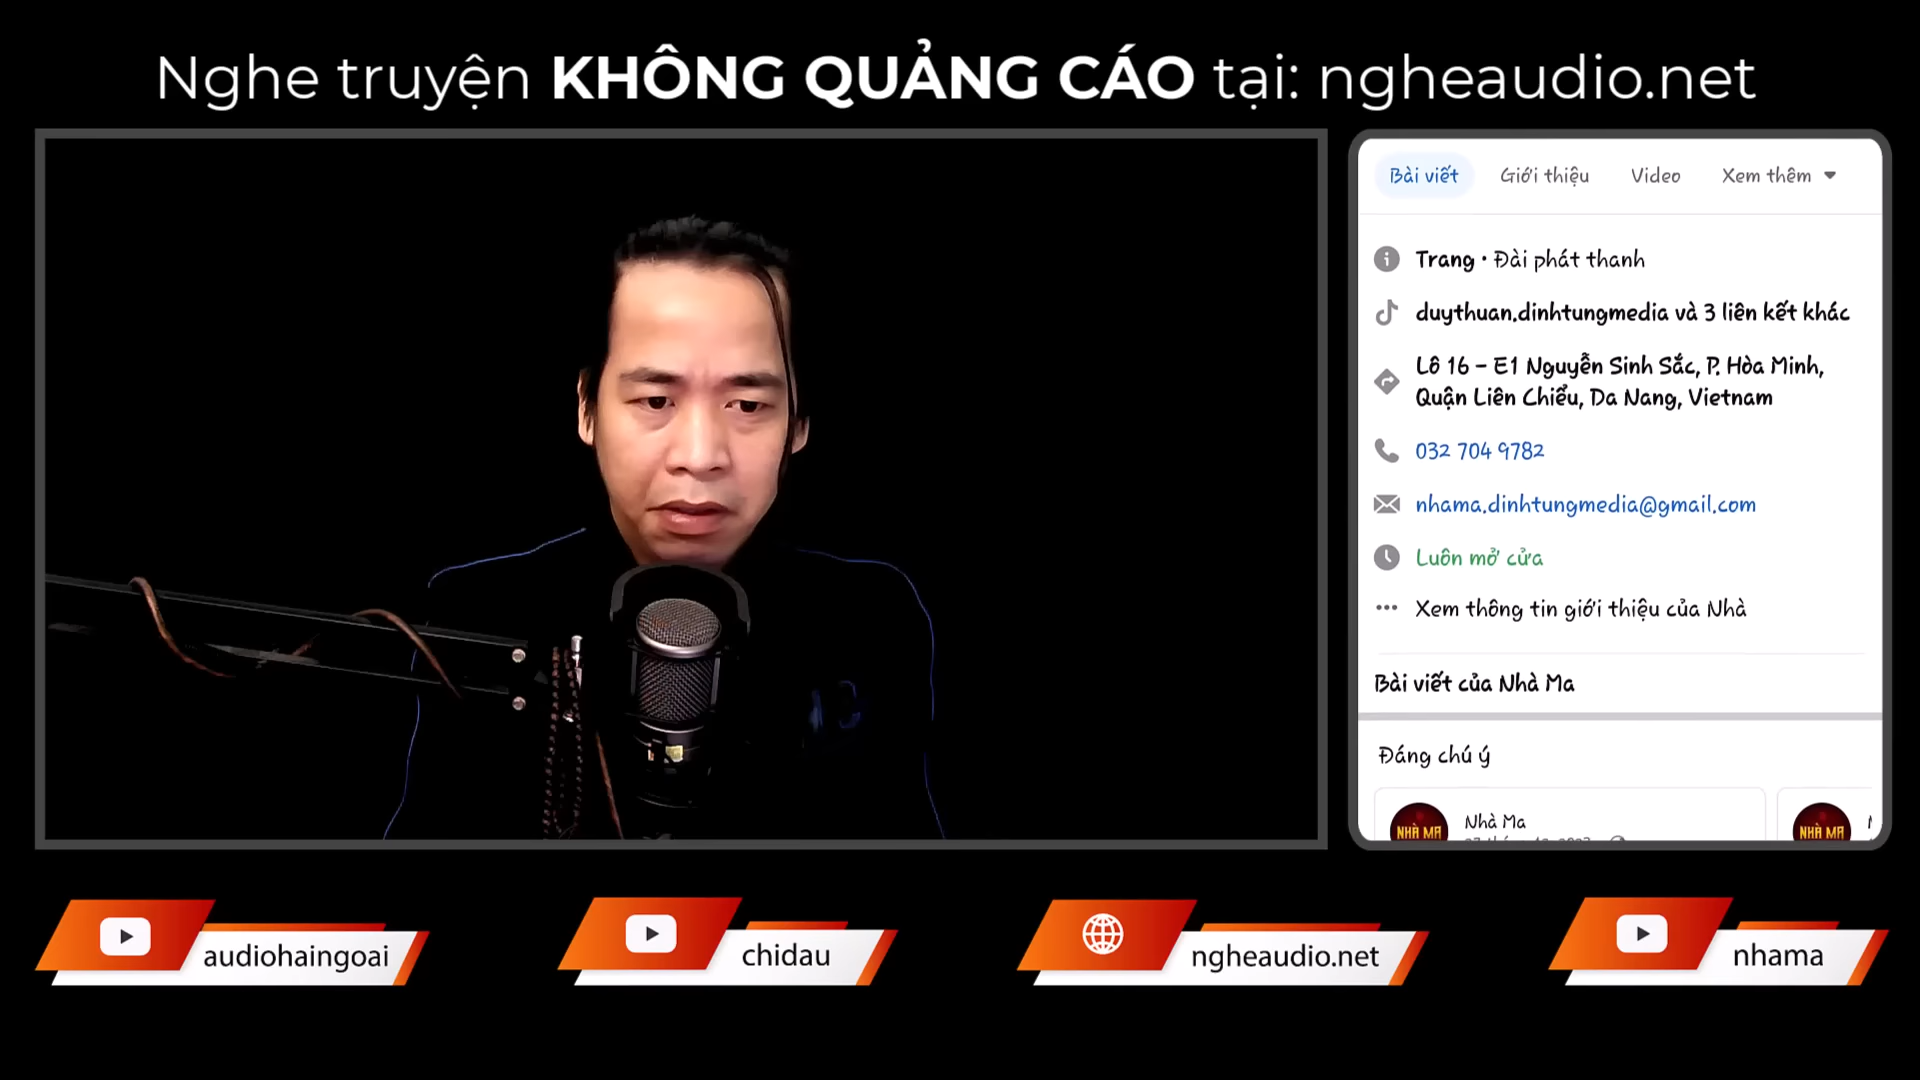 Nghe truyện KHÔNG QUẢNG CÁO tại: ngheaudio.net
Bài viết Giới thiệu Video Xem thêm
Trang · Đài phát thanh
duythuan.dinhtungmedia và 3 liên kết khác
Lô 16 - E1 Nguyễn Sinh Sắc, P. Hòa Minh,
Quận Liên Chiểu, Da Nang, Vietnam
032 704 9782
nhama.dinhtungmedia@gmail.com
Luôn mở cửa
Xem thông tin giới thiệu của Nhà
Bài viết của Nhà Ma
Đáng chú ý
Nhà Ma
NHÀ MA
NHÀ MA
audiohaingoai
chidau
ngheaudio.net
nhama